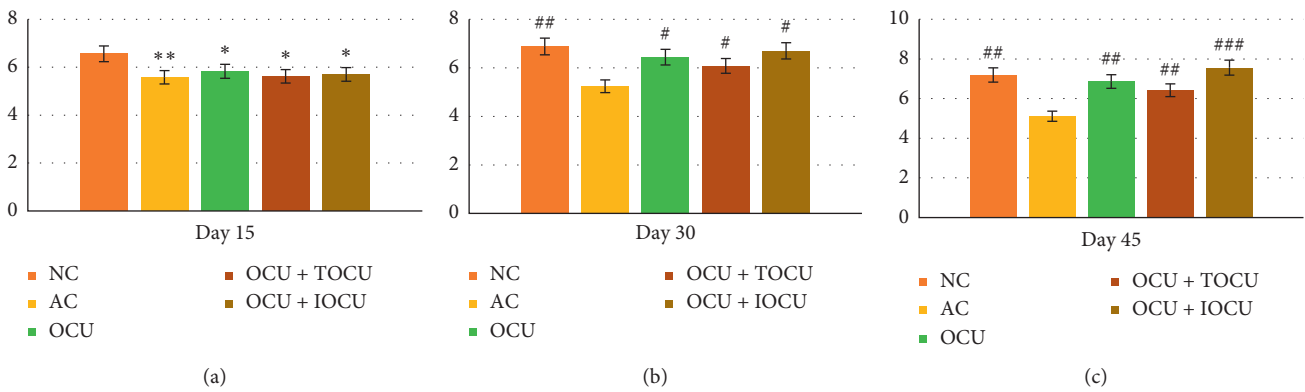 8
6
4
2
0
**
*
*
*
Day 15
NC
AC
OCU
OCU + TOCU
OCU + IOCU
(a)
8
6
4
2
0
##
#
#
#
Day 30
NC
AC
OCU
OCU + TOCU
OCU + IOCU
(b)
10
8
6
4
2
0
##
##
##
###
Day 45
NC
AC
OCU
OCU + TOCU
OCU + IOCU
(c)